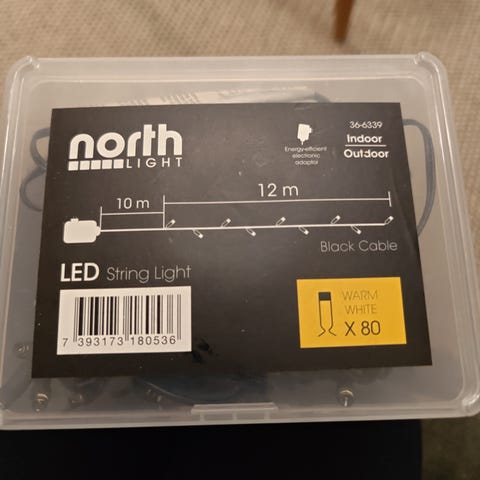 north
LIGHT
Energy-efficient
electronic
adaptor
36-6339
Indoor
Outdoor
10 m
12 m
Black Cable
LED String Light
7 393173 180536
WARM
WHITE
X 80